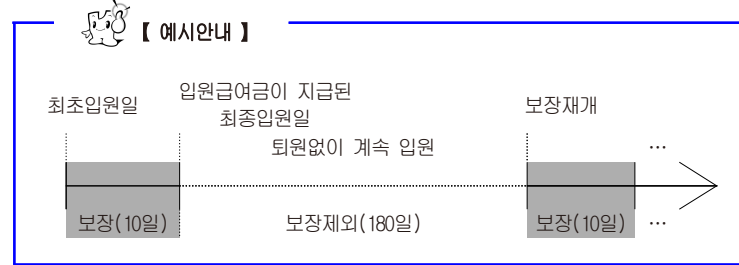 【 예시안내 】
최초입원일
입원급여금이 지급된
최종입원일
보장재개
퇴원없이 계속 입원
…
보장(10일)
보장제외(180일)
보장(10일)
…